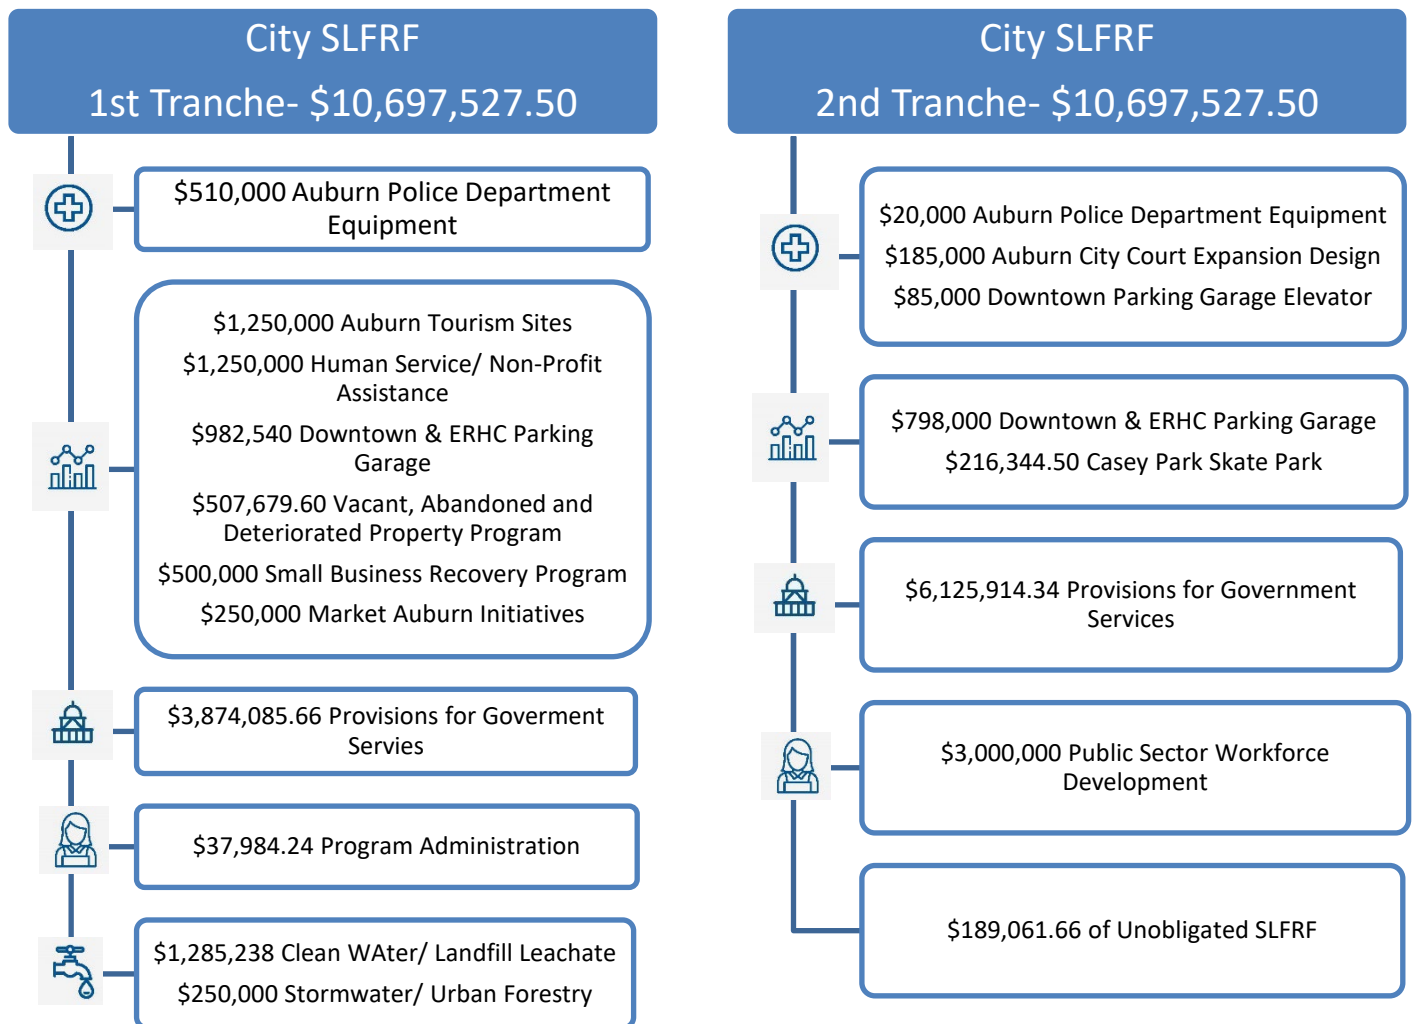 City SLFRF
1st Tranche- $10,697,527.50
$510,000 Auburn Police Department
Equipment
$1,250,000 Auburn Tourism Sites
$1,250,000 Human Service/ Non-Profit
Assistance
$982,540 Downtown & ERHC Parking
Garage
$507,679.60 Vacant, Abandoned and
Deteriorated Property Program
$500,000 Small Business Recovery Program
$250,000 Market Auburn Initiatives
$3,874,085.66 Provisions for Goverment
Servies
$37,984.24 Program Administration
$1,285,238 Clean WAter/ Landfill Leachate
$250,000 Stormwater/ Urban Forestry
City SLFRF
2nd Tranche- $10,697,527.50
$20,000 Auburn Police Department Equipment
$185,000 Auburn City Court Expansion Design
$85,000 Downtown Parking Garage Elevator
$798,000 Downtown & ERHC Parking Garage
$216,344.50 Casey Park Skate Park
$6,125,914.34 Provisions for Government
Services
$3,000,000 Public Sector Workforce
Development
$189,061.66 of Unobligated SLFRF